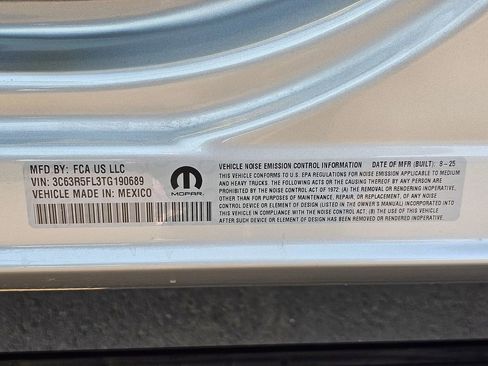 MFD BY: FCA US LLC
VIN: 3C63R5FL3TG190689
VEHICLE MADE IN: MEXICO
MOPAR
VEHICLE NOISE EMISSION CONTROL INFORMATION DATE OF MFR (BUILT): 8-25
THIS VEHICLE CONFORMS TO U.S. EPA REGULATIONS FOR NOISE EMISSION APPLICABLE TO MEDIUM
AND HEAVY TRUCKS. THE FOLLOWING ACTS OR THE CAUSING THEREOF BY ANY PERSON
ARE PROHIBITED BY THE NOISE CONTROL ACT OF 1972: (A) THE REMOVAL OR RENDERING INOPERATIVE,
OTHER THAN FOR PURPOSES OF MAINTENANCE, REPAIR, OR REPLACEMENT, OF ANY NOISE
CONTROL DEVICE OR ELEMENT OF DESIGN (LISTED IN THE OWNER'S MANUAL) INCORPORATED INTO
THIS VEHICLE IN COMPLIANCE WITH THE NOISE CONTROL ACT; (B) THE USE OF THIS VEHICLE
AFTER SUCH DEVICE OR ELEMENT OF DESIGN HAS BEEN REMOVED OR RENDERED INOPERATIVE.